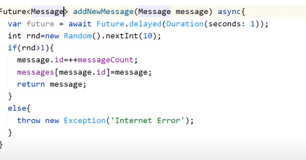 Future<Message> addNewMessage(Message message) async{
var future = await Future.delayed(Duration(seconds: 1));
int rnd=new Random().nextInt(10);
if(rnd>1){
message.id=++messageCount;
messages[message.id]=message;
return message;
}
else{
throw new Exception('Internet Error');
}
}